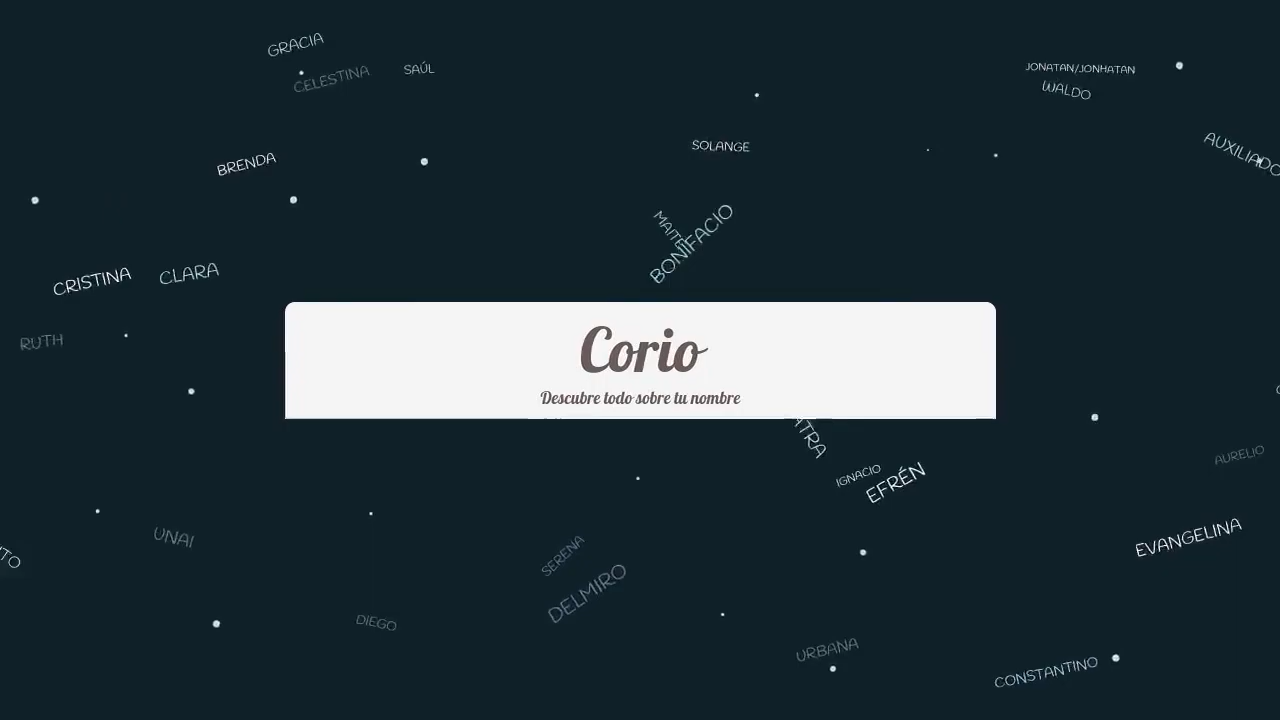 GRACIA
CELESTINA
SAÚL
JONATAN/JONHATAN
WALDO
SOLANGE
AUXILIADO
BRENDA
MAITE
BONIFACIO
CRISTINA
CLARA
RUTH
Corio
Descubre todo sobre tu nombre
ATRA
IGNACIO
EFRÉN
AURELIO
UNAI
EVANGELINA
SERENA
DELMIRO
DIEGO
URBANA
CONSTANTINO